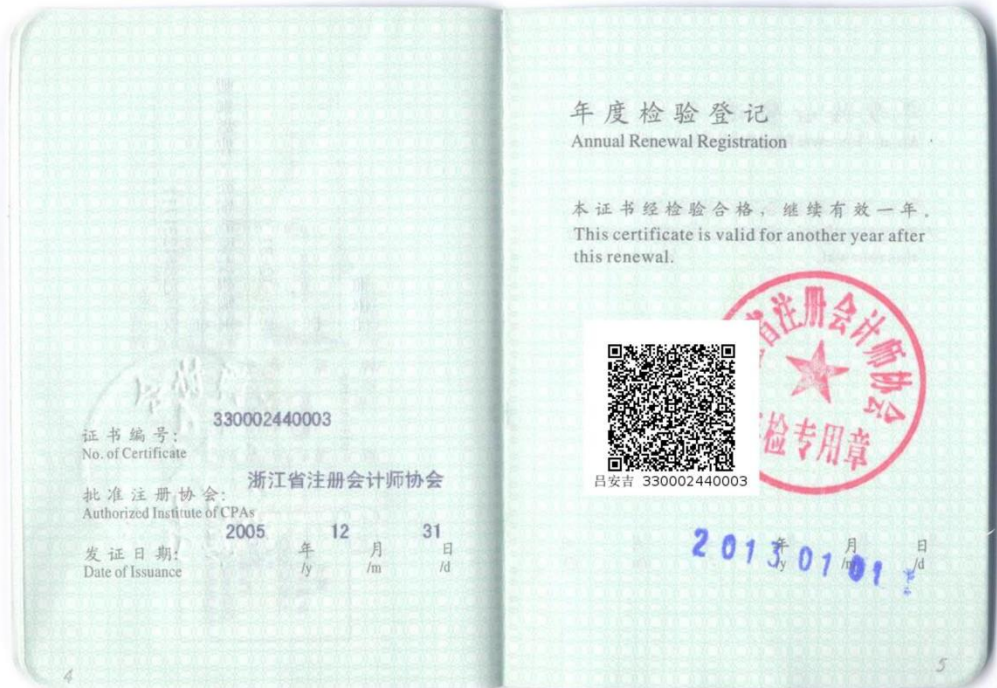 330002440003
证书编号:
No. of Certificate
浙江省注册会计师协会
批准注册协会:
Authorized Institute of CPAs
2005 12 31
发证日期: 年 月 日
Date of Issuance /y /m /d
4
年度检验登记
Annual Renewal Registration
本证书经检验合格，继续有效一年。
This certificate is valid for another year after
this renewal.
省注册会计师协会
检专用章
吕安吉 330002440003
2013 01 01
年 月 日
/y /m /d
5